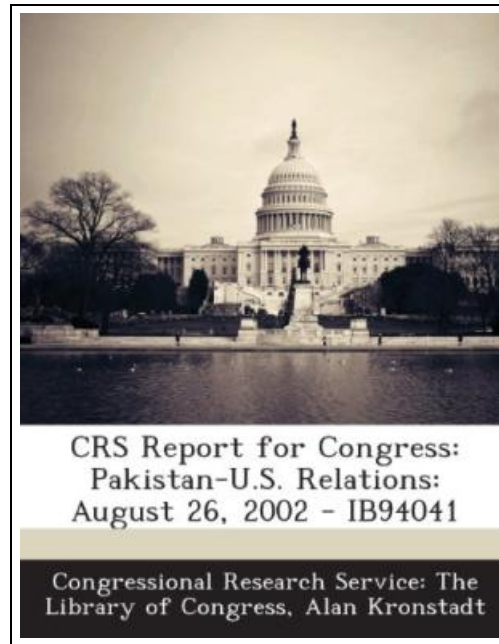 CRS Report for Congress:
Pakistan-U.S. Relations:
August 26, 2002 - IB94041
Congressional Research Service: The
Library of Congress, Alan Kronstadt